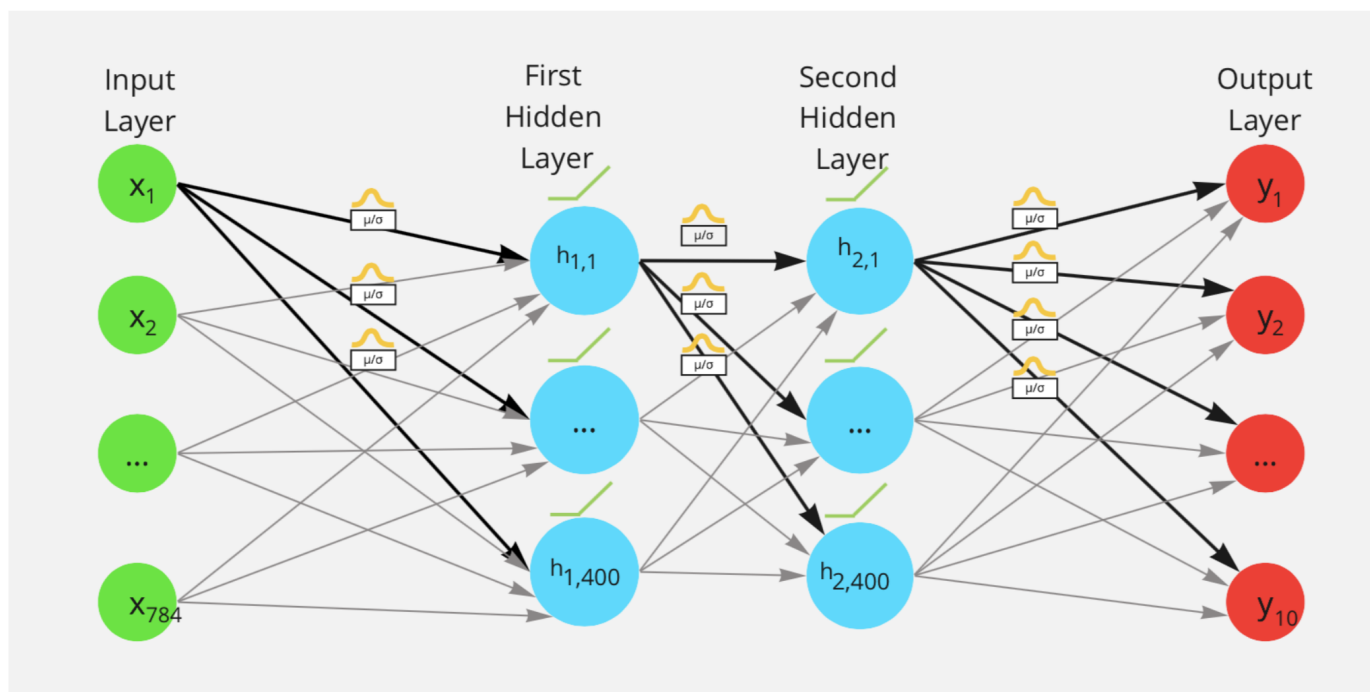 Input
Layer
First
Hidden
Layer
Second
Hidden
Layer
Output
Layer
x1
x2
...
x784
μ/σ
μ/σ
μ/σ
h1,1
...
h1,400
μ/σ
μ/σ
μ/σ
h2,1
...
h2,400
μ/σ
μ/σ
μ/σ
μ/σ
y1
y2
...
y10